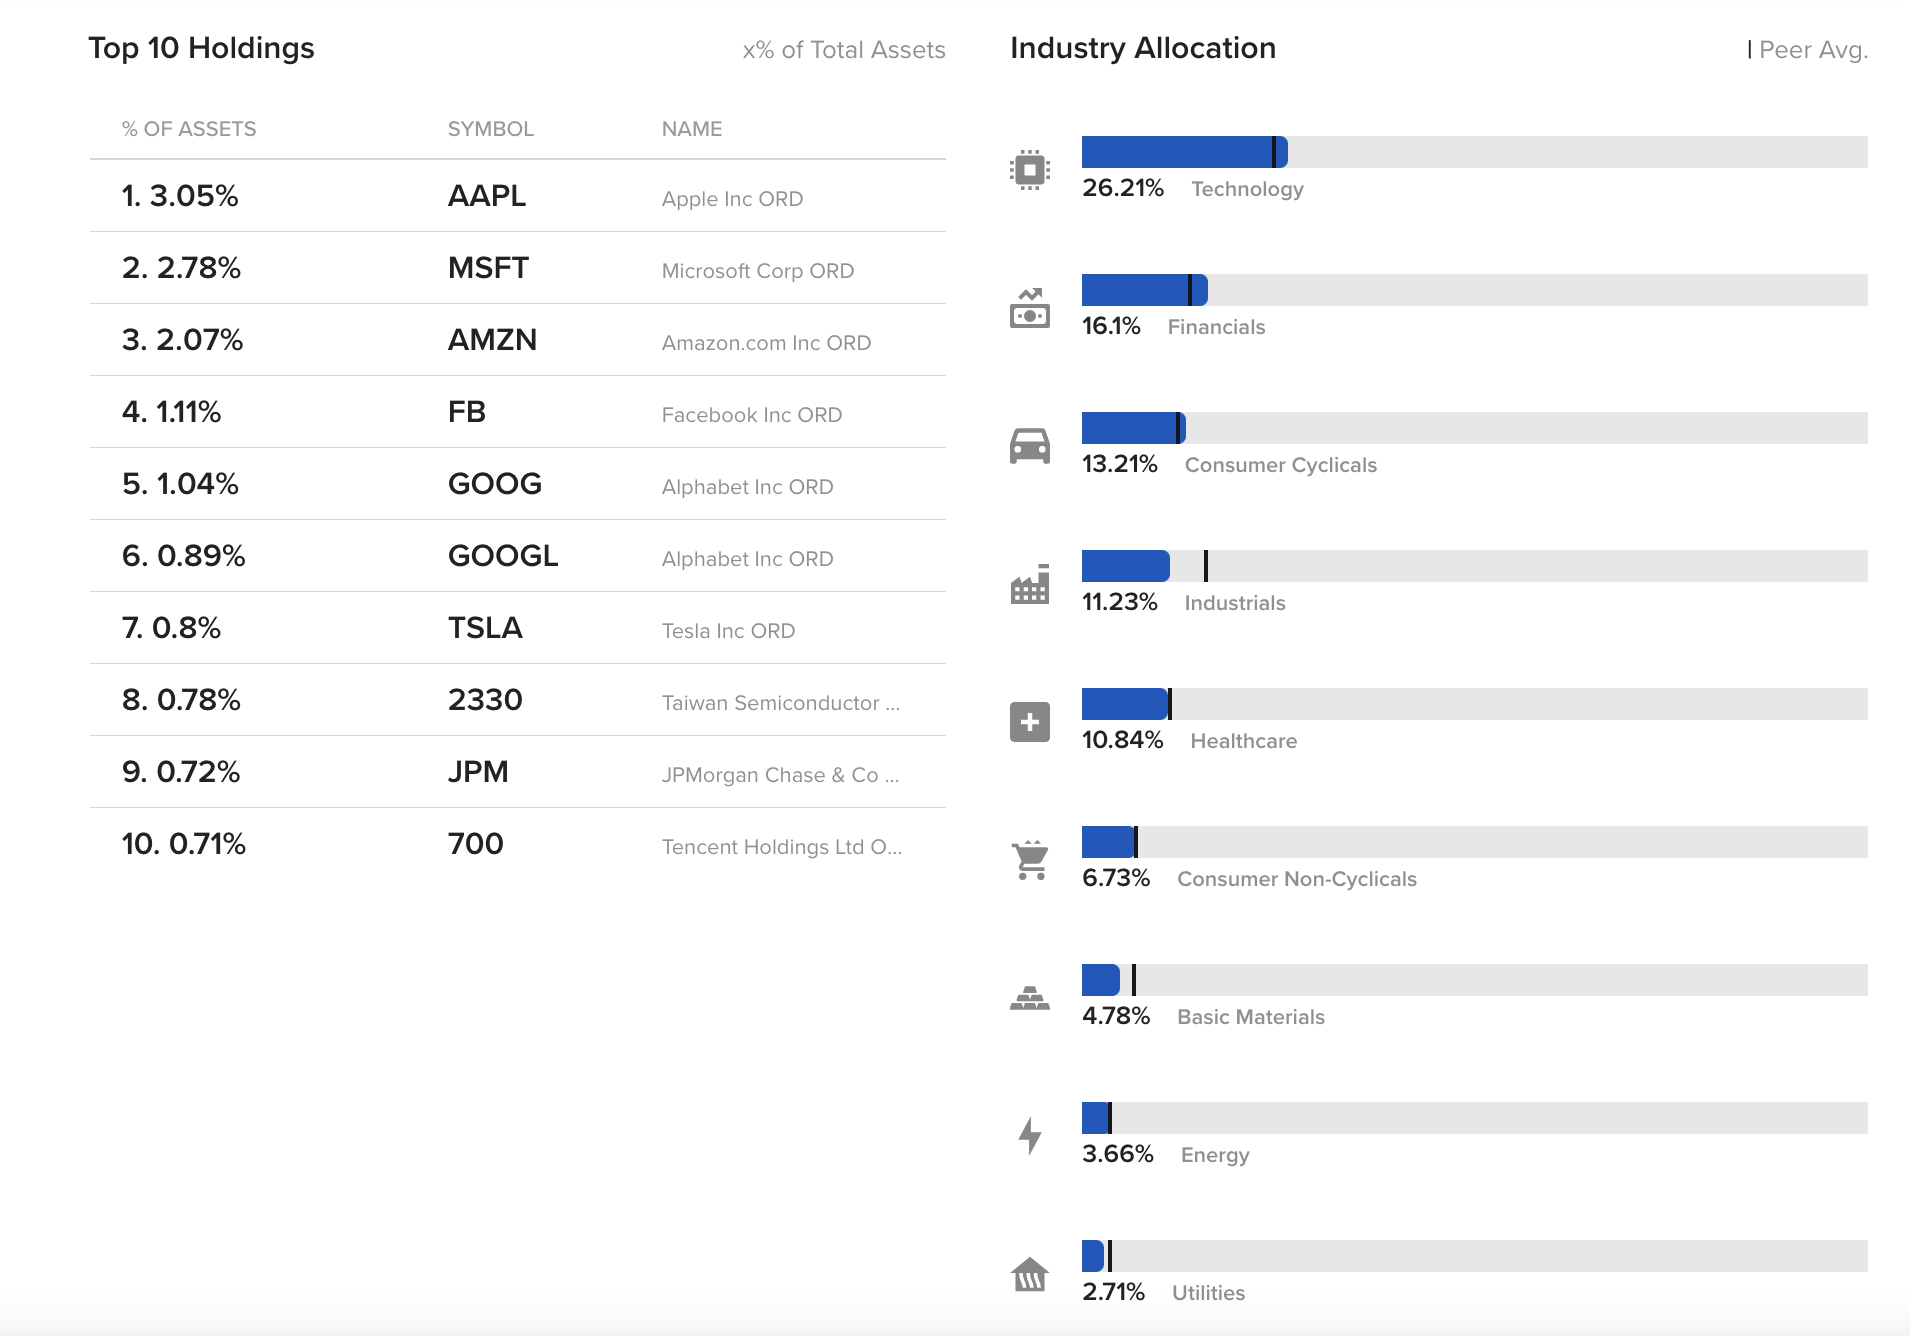 Top 10 Holdings
x% of Total Assets
% OF ASSETS SYMBOL NAME
1. 3.05% AAPL Apple Inc ORD
2. 2.78% MSFT Microsoft Corp ORD
3. 2.07% AMZN Amazon.com Inc ORD
4. 1.11% FB Facebook Inc ORD
5. 1.04% GOOG Alphabet Inc ORD
6. 0.89% GOOGL Alphabet Inc ORD
7. 0.8% TSLA Tesla Inc ORD
8. 0.78% 2330 Taiwan Semiconductor ...
9. 0.72% JPM JPMorgan Chase & Co ...
10. 0.71% 700 Tencent Holdings Ltd O...
Industry Allocation
| Peer Avg.
26.21% Technology
16.1% Financials
13.21% Consumer Cyclicals
11.23% Industrials
10.84% Healthcare
6.73% Consumer Non-Cyclicals
4.78% Basic Materials
3.66% Energy
2.71% Utilities